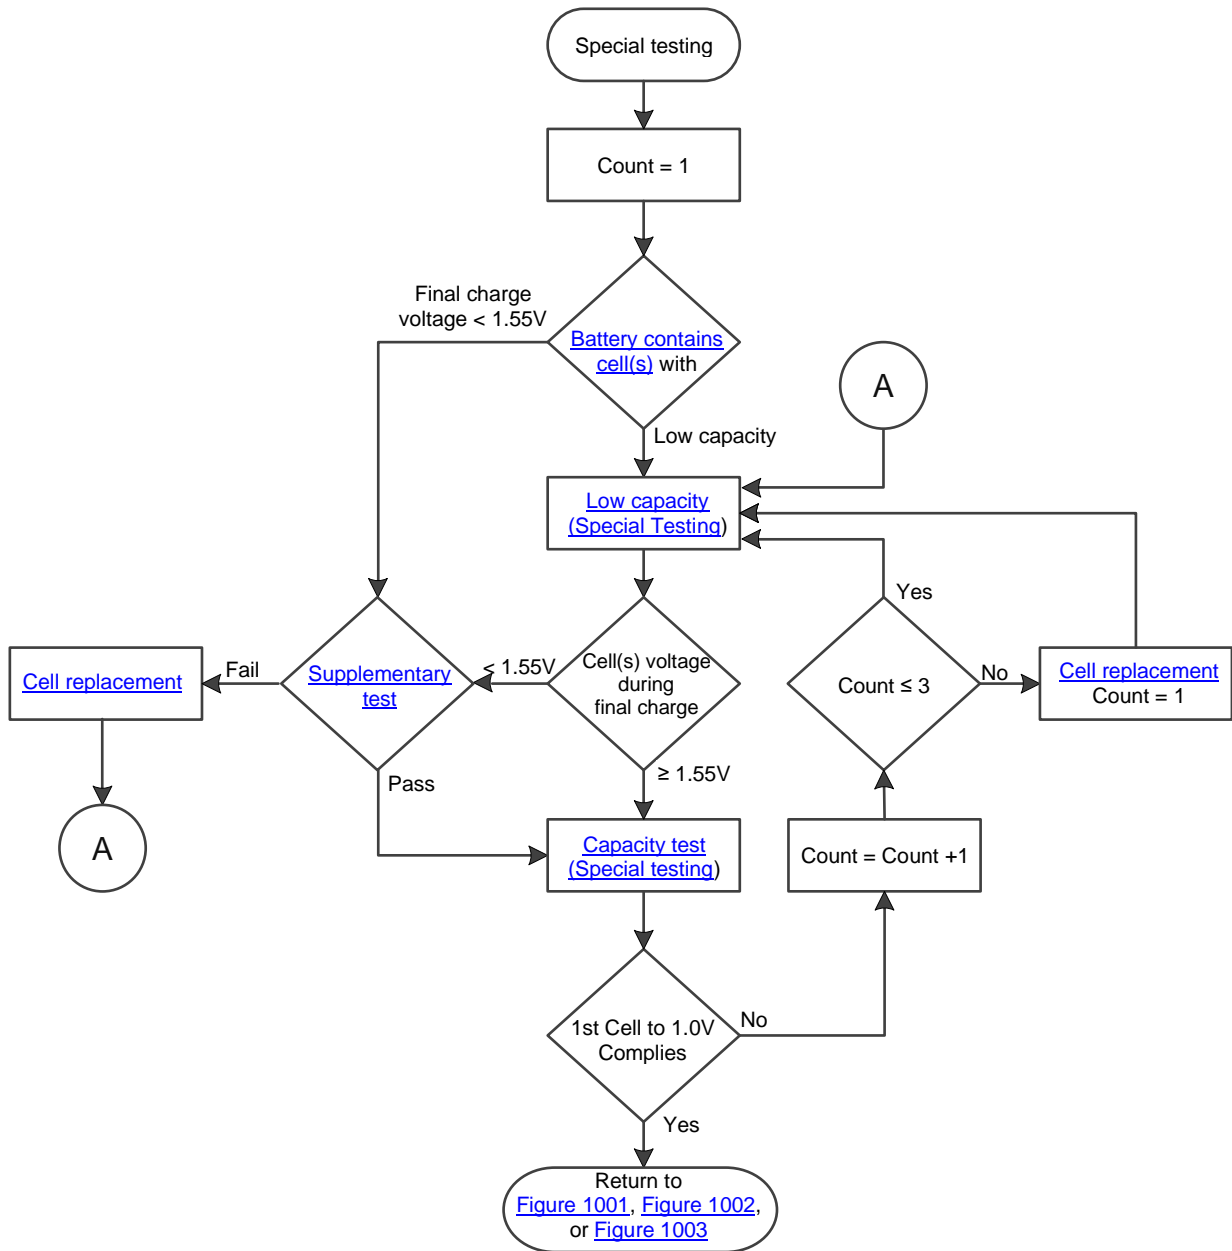 Special testing
Count = 1
Final charge
voltage < 1.55V
Battery contains
cell(s) with
A
Low capacity
Low capacity
(Special Testing)
Yes
Cell replacement
Fail
Supplementary
test
< 1.55V
Cell(s) voltage
during
final charge
Count ≤ 3
No
Cell replacement
Count = 1
Pass
≥ 1.55V
A
Capacity test
(Special testing)
Count = Count +1
1st Cell to 1.0V
Complies
No
Yes
Return to
Figure 1001, Figure 1002,
or Figure 1003